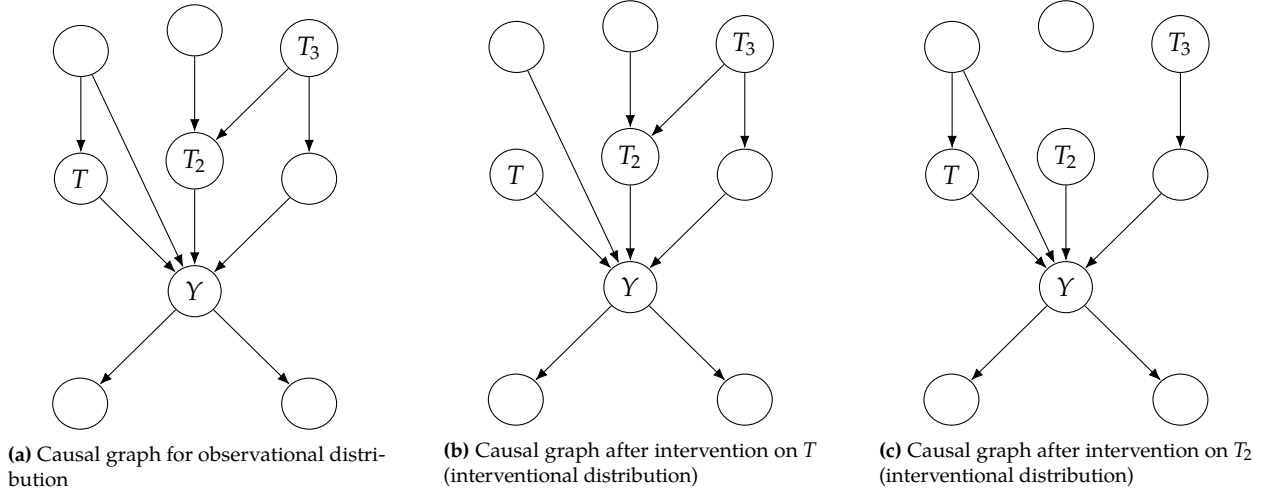 T₃
T₃
T₃
T₂
T₂
T₂
T
T
T
Y
Y
Y
(a) Causal graph for observational distri-
bution
(b) Causal graph after intervention on T
(interventional distribution)
(c) Causal graph after intervention on T₂
(interventional distribution)